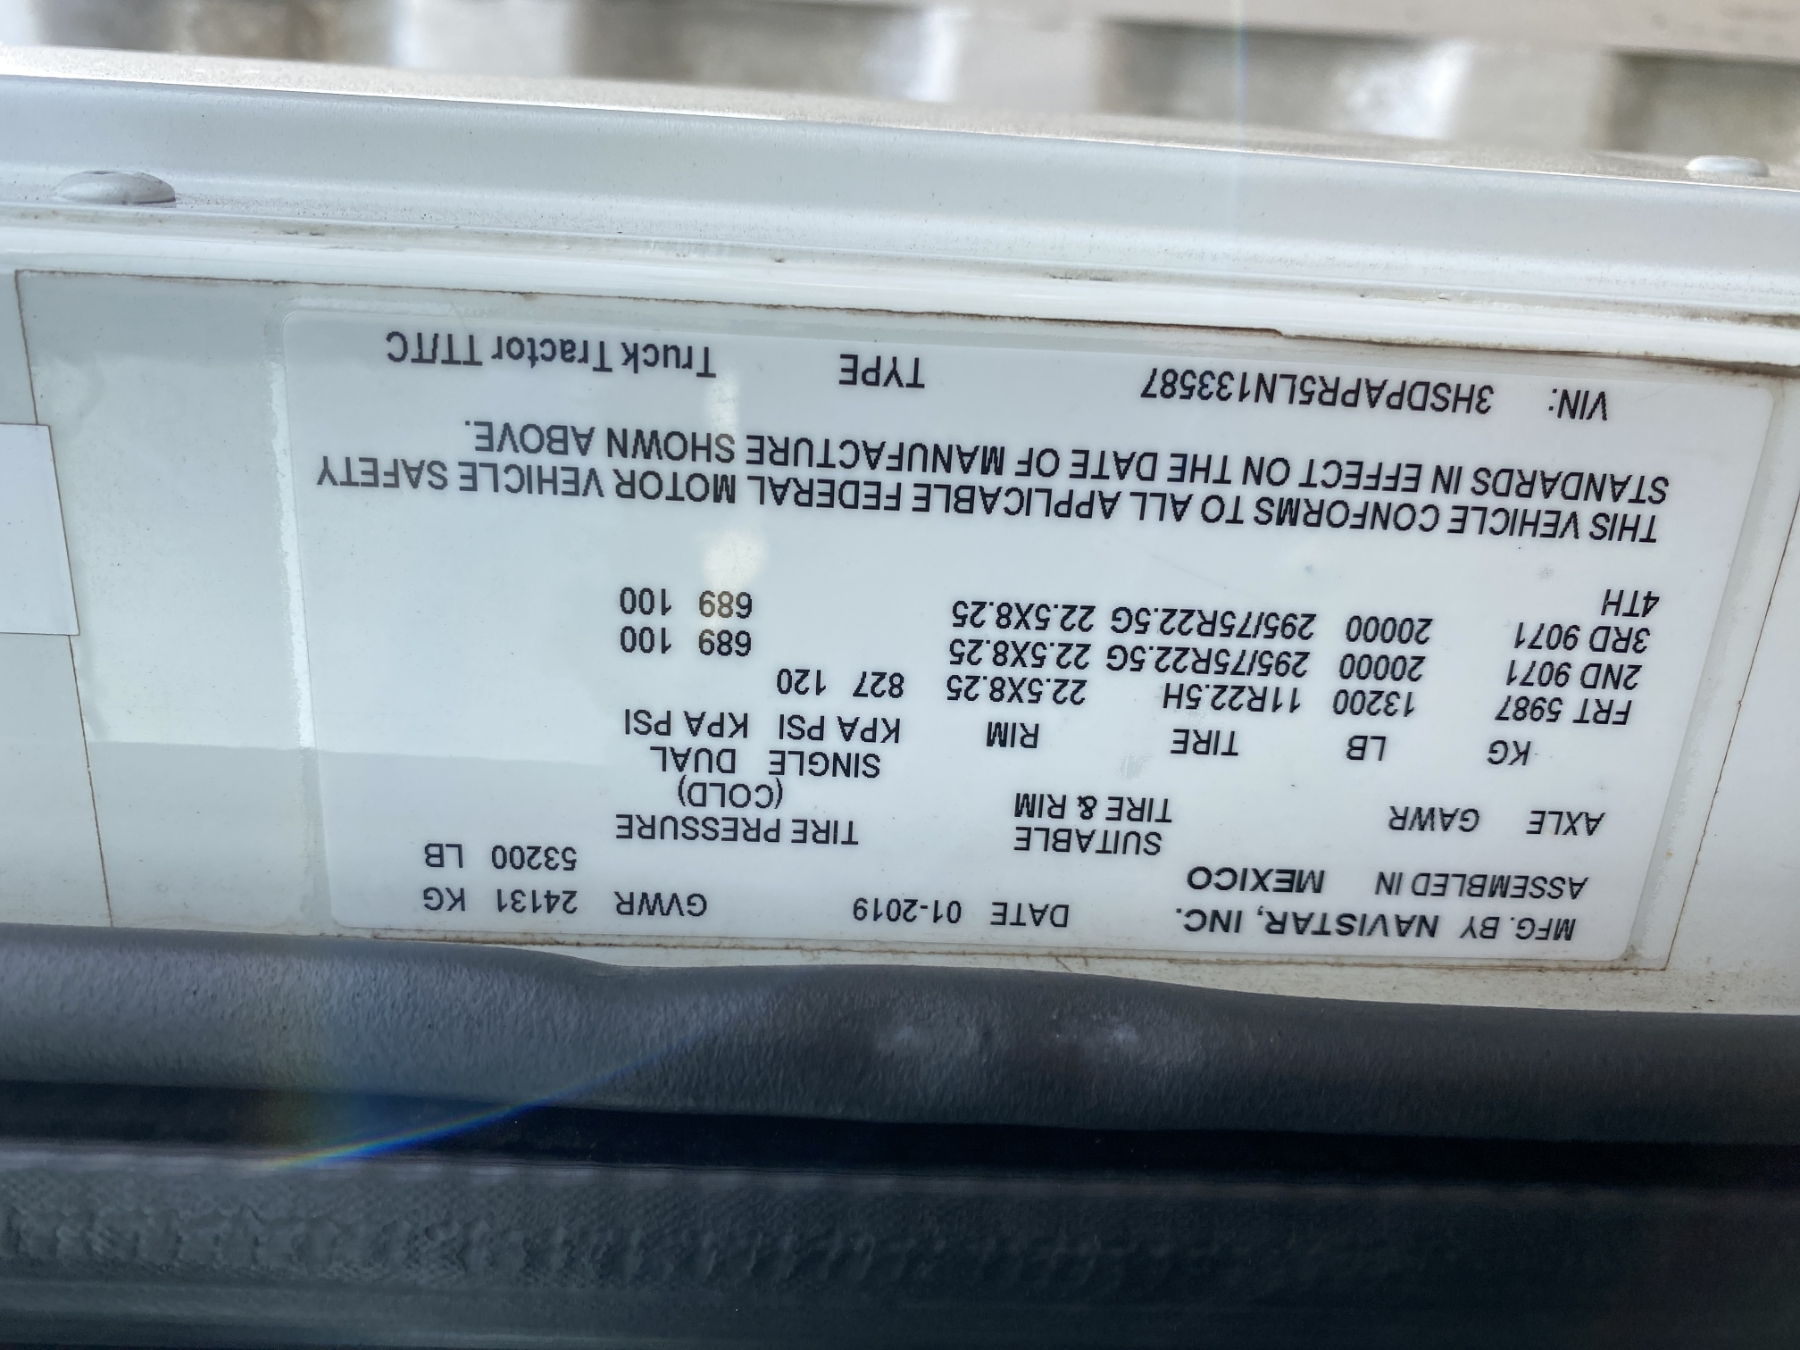 MFG. BY NAVISTAR, INC. DATE 01-2019 GVWR 24131 KG
ASSEMBLED IN MEXICO 53200 LB
SUITABLE TIRE PRESSURE
AXLE GAWR TIRE & RIM (COLD)
SINGLE DUAL
KG LB TIRE RIM KPA PSI KPA PSI
FRT 5987 13200 11R22.5H 22.5X8.25 827 120
2ND 9071 20000 295/75R22.5G 22.5X8.25 689 100
3RD 9071 20000 295/75R22.5G 22.5X8.25 689 100
4TH
THIS VEHICLE CONFORMS TO ALL APPLICABLE FEDERAL MOTOR VEHICLE SAFETY
STANDARDS IN EFFECT ON THE DATE OF MANUFACTURE SHOWN ABOVE.
VIN: 3HSDPAPR5LN133587 TYPE Truck Tractor TT/TC